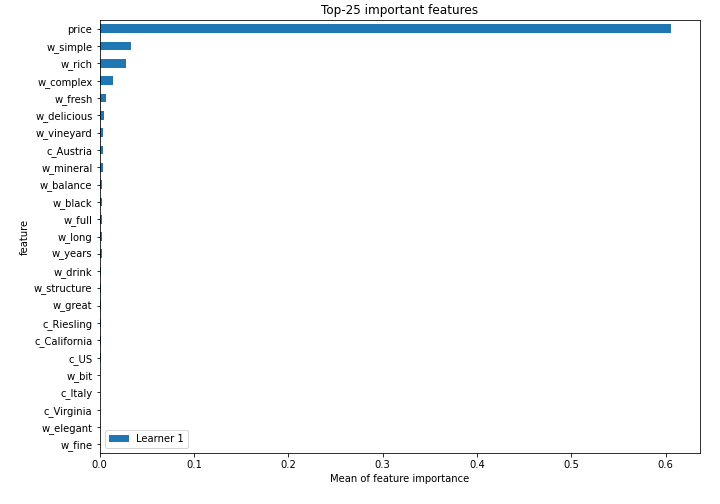 Top-25 important features
price
w_simple
w_rich
w_complex
w_fresh
w_delicious
w_vineyard
c_Austria
w_mineral
w_balance
w_black
w_full
w_long
w_years
w_drink
w_structure
w_great
c_Riesling
c_California
c_US
w_bit
c_Italy
c_Virginia
w_elegant
w_fine
feature
Learner 1
0.0 0.1 0.2 0.3 0.4 0.5 0.6
Mean of feature importance